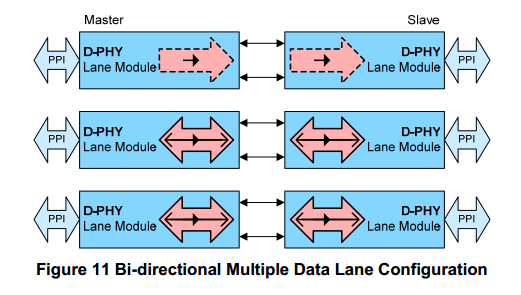 Master Slave
PPI D-PHY Lane Module D-PHY Lane Module PPI
PPI D-PHY Lane Module D-PHY Lane Module PPI
PPI D-PHY Lane Module D-PHY Lane Module PPI
Figure 11 Bi-directional Multiple Data Lane Configuration